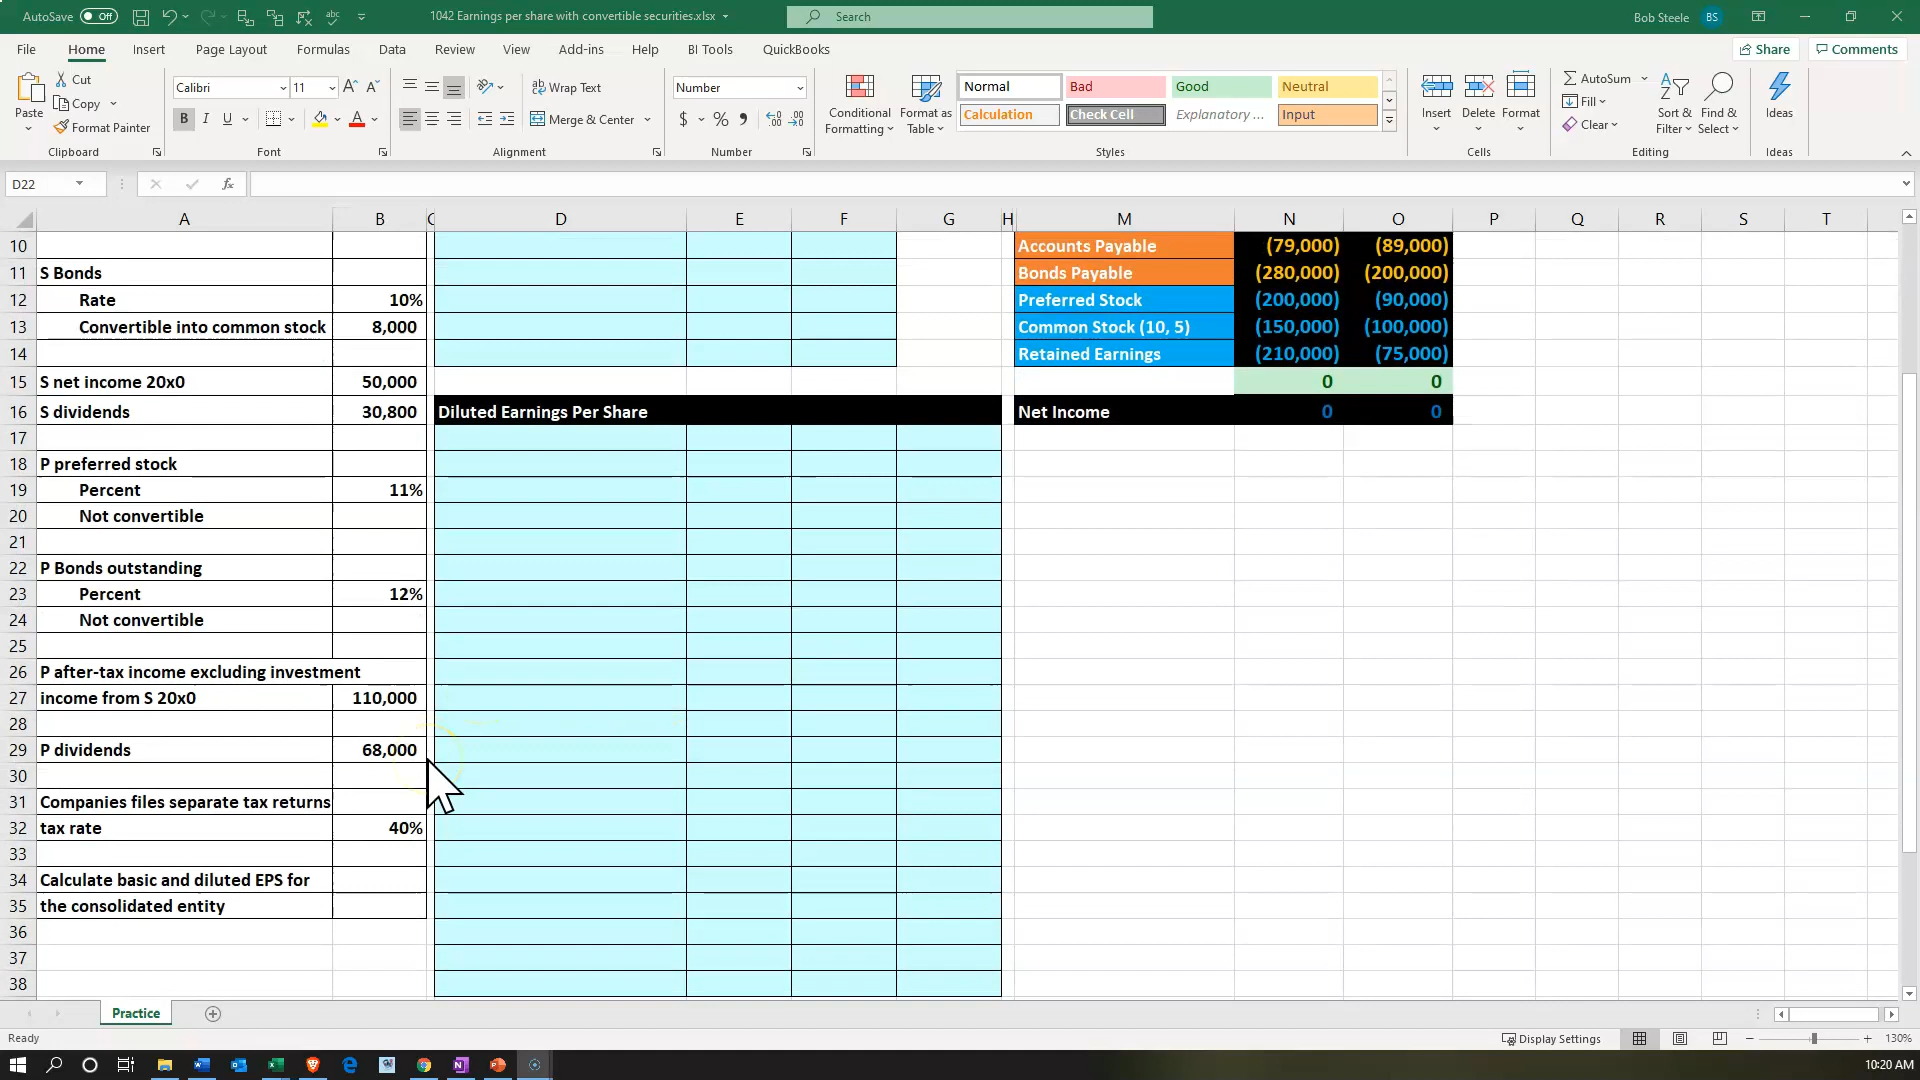 AutoSave Off 1042 Earnings per share with convertible securities.xlsx Search Bob Steele BS
File Home Insert Page Layout Formulas Data Review View Add-ins Help BI Tools QuickBooks Share Comments
Cut
Copy
Format Painter
Paste
Clipboard
Calibri 11
B I U A
Font
Wrap Text
Merge & Center
Alignment
Number
$ %
Number
Conditional Formatting
Format as Table
Normal Bad Good Neutral
Calculation Check Cell Explanatory ... Input
Styles
Insert Delete Format
Cells
AutoSum
Fill
Clear
Sort & Filter
Find & Select
Editing
Ideas
Ideas
D22 fx
A B C D E F G H M N O P Q R S T
10 Accounts Payable (79,000) (89,000)
11 S Bonds Bonds Payable (280,000) (200,000)
12 Rate 10% Preferred Stock (200,000) (90,000)
13 Convertible into common stock 8,000 Common Stock (10, 5) (150,000) (100,000)
14 Retained Earnings (210,000) (75,000)
15 S net income 20x0 50,000 0 0
16 S dividends 30,800 Diluted Earnings Per Share Net Income 0 0
17
18 P preferred stock
19 Percent 11%
20 Not convertible
21
22 P Bonds outstanding
23 Percent 12%
24 Not convertible
25
26 P after-tax income excluding investment
27 income from S 20x0 110,000
28
29 P dividends 68,000
30
31 Companies files separate tax returns
32 tax rate 40%
33
34 Calculate basic and diluted EPS for
35 the consolidated entity
36
37
38
Practice
Ready Display Settings 130%
10:20 AM